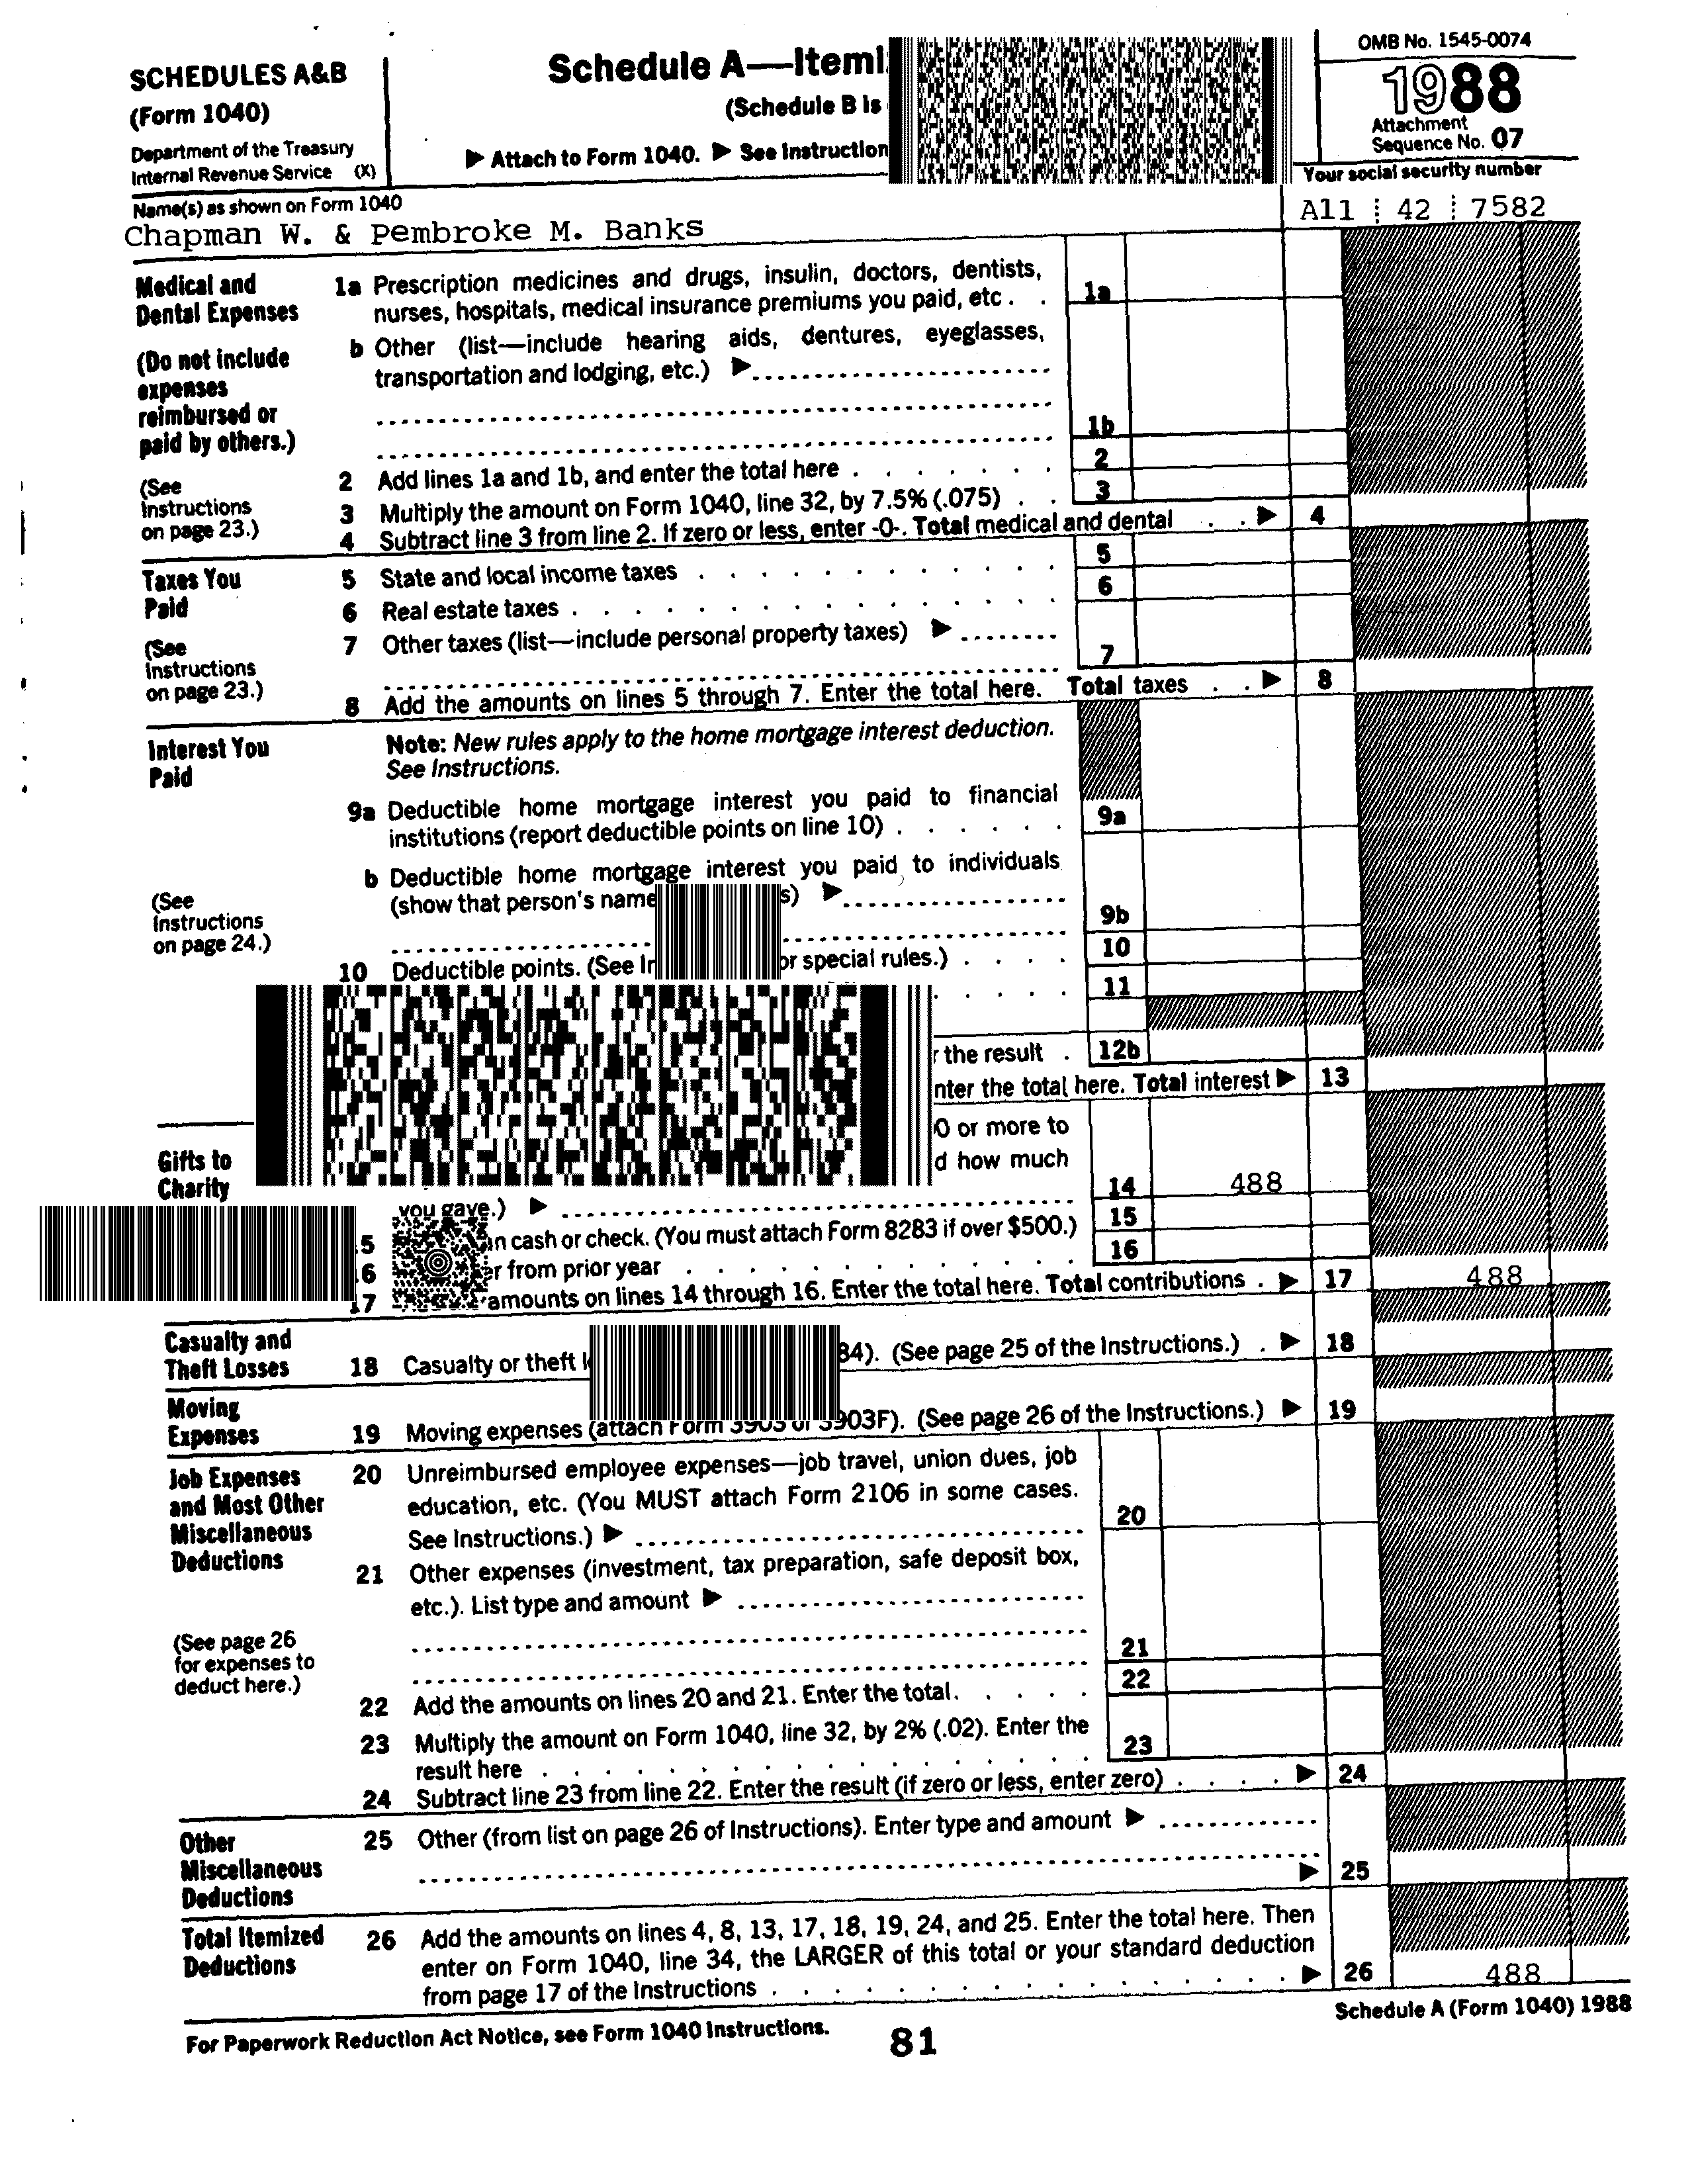 SCHEDULES A&B
(Form 1040)
Department of the Treasury
Internal Revenue Service (X)
Schedule A—Itemi
(Schedule B is
▶ Attach to Form 1040. ▶ See Instruction
OMB No. 1545-0074
1988
Attachment
Sequence No. 07
Name(s) as shown on Form 1040
Your social security number
Chapman W. & Pembroke M. Banks
A11 42 7582
Medical and
Dental Expenses
(Do not include
expenses
reimbursed or
paid by others.)
(See
Instructions
on page 23.)
1a Prescription medicines and drugs, insulin, doctors, dentists,
nurses, hospitals, medical insurance premiums you paid, etc . . 1a
b Other (list—include hearing aids, dentures, eyeglasses,
transportation and lodging, etc.) ▶
1b
2 Add lines 1a and 1b, and enter the total here . . . . . . . 2
3 Multiply the amount on Form 1040, line 32, by 7.5% (.075) . . 3
4 Subtract line 3 from line 2. If zero or less, enter -0-. Total medical and dental . . ▶ 4
Taxes You
Paid
(See
Instructions
on page 23.)
5 State and local income taxes . . . . . . . . . . . . 5
6 Real estate taxes . . . . . . . . . . . . . . . 6
7 Other taxes (list—include personal property taxes) ▶
7
8 Add the amounts on lines 5 through 7. Enter the total here. Total taxes . . ▶ 8
Interest You
Paid
(See
Instructions
on page 24.)
Note: New rules apply to the home mortgage interest deduction.
See Instructions.
9a Deductible home mortgage interest you paid to financial
institutions (report deductible points on line 10) . . . . . . 9a
b Deductible home mortgage interest you paid to individuals
(show that person's name s) ▶
9b
10 Deductible points. (See In or special rules.) . . . . 10
. . . . . 11
r the result . 12b
nter the total here. Total interest ▶ 13
Gifts to
Charity
0 or more to
d how much
you gave.) ▶ 14 488
5 in cash or check. (You must attach Form 8283 if over $500.) 15
6 er from prior year . . . . . . . . . . . . 16
17 amounts on lines 14 through 16. Enter the total here. Total contributions . ▶ 17 488
Casualty and
Theft Losses
18 Casualty or theft l 84). (See page 25 of the Instructions.) . ▶ 18
Moving
Expenses
19 Moving expenses (attach Form 3903 or 3903F). (See page 26 of the Instructions.) ▶ 19
Job Expenses
and Most Other
Miscellaneous
Deductions
(See page 26
for expenses to
deduct here.)
20 Unreimbursed employee expenses—job travel, union dues, job
education, etc. (You MUST attach Form 2106 in some cases.
See Instructions.) ▶ 20
21 Other expenses (investment, tax preparation, safe deposit box,
etc.). List type and amount ▶
21
22 Add the amounts on lines 20 and 21. Enter the total. . . . . 22
23 Multiply the amount on Form 1040, line 32, by 2% (.02). Enter the
result here . . . . . . . . . . . . . . . . 23
24 Subtract line 23 from line 22. Enter the result (if zero or less, enter zero) . . . . ▶ 24
Other
Miscellaneous
Deductions
25 Other (from list on page 26 of Instructions). Enter type and amount ▶
▶ 25
Total Itemized
Deductions
26 Add the amounts on lines 4, 8, 13, 17, 18, 19, 24, and 25. Enter the total here. Then
enter on Form 1040, line 34, the LARGER of this total or your standard deduction
from page 17 of the Instructions . . . . . . . . . . . . . . ▶ 26 488
For Paperwork Reduction Act Notice, see Form 1040 Instructions.
81
Schedule A (Form 1040) 1988